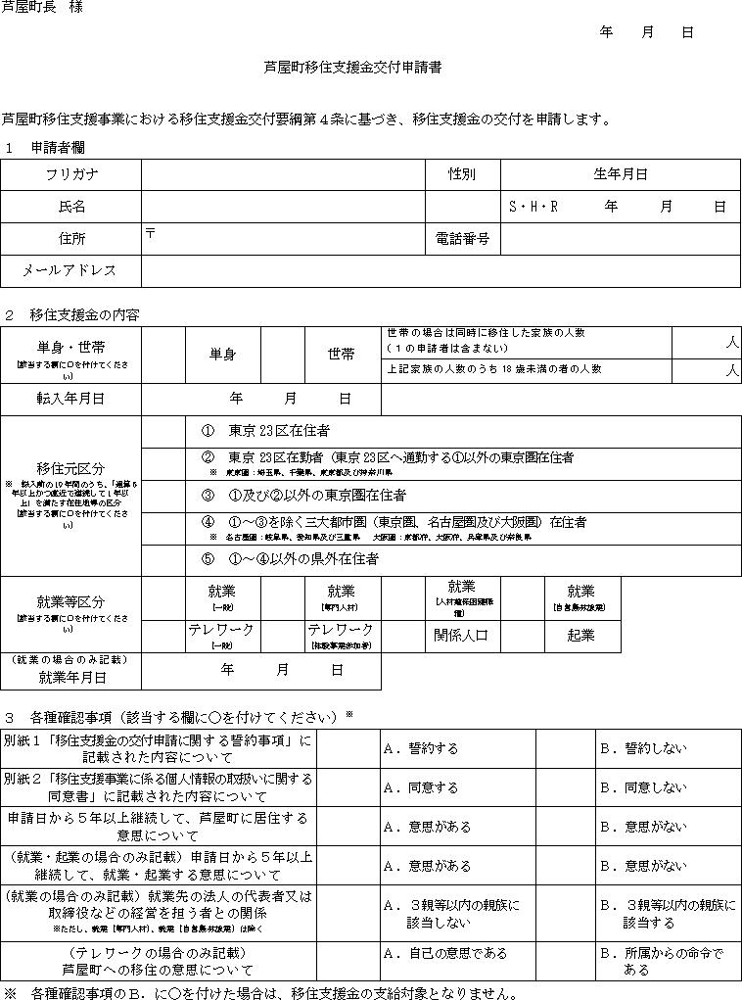 芦屋町長　様
年　月　日
芦屋町移住支援金交付申請書
芦屋町移住支援事業における移住支援金交付要綱第４条に基づき、移住支援金の交付を申請します。
１　申請者欄
フリガナ　性別　生年月日
氏名　S・H・R　年　月　日
住所　〒　電話番号
メールアドレス
２　移住支援金の内容
単身・世帯
（該当する欄に○を付けてくださ
い）
単身
世帯
世帯の場合は同時に移住した家族の人数
（１の申請者は含まない）
人
上記家族の人数のうち18歳未満の者の人数
人
転入年月日　年　月　日
移住元区分
※　転入前の10年間のうち、「通算5
年以上かつ直近で連続して1年以
上」を満たす在住地等の区分
（該当する欄に○を付けてくださ
い）
①　東京23区在住者
②　東京23区在勤者（東京23区へ通勤する①以外の東京圏在住者
※　東京圏：埼玉県、千葉県、東京都及び神奈川県
③　①及び②以外の東京圏在住者
④　①～③を除く三大都市圏（東京圏、名古屋圏及び大阪圏）在住者
※　名古屋圏：岐阜県、愛知県及び三重県　大阪圏：京都府、大阪府、兵庫県及び奈良県
⑤　①～④以外の県外在住者
就業等区分
（該当する欄に○を付けてくださ
い）
就業
（一般）
就業
（専門人材）
就業
（人材確保困難職
種）
就業
（自営農林漁業）
テレワーク
（一般）
テレワーク
（体験事業参加者）
関係人口
起業
（就業の場合のみ記載）
就業年月日
年　月　日
３　各種確認事項（該当する欄に○を付けてください）※
別紙１「移住支援金の交付申請に関する誓約事項」に
記載された内容について
Ａ．誓約する
Ｂ．誓約しない
別紙２「移住支援事業に係る個人情報の取扱いに関する
同意書」に記載された内容について
Ａ．同意する
Ｂ．同意しない
申請日から５年以上継続して、芦屋町に居住する
意思について
Ａ．意思がある
Ｂ．意思がない
（就業・起業の場合のみ記載）申請日から５年以上
継続して、就業・起業する意思について
Ａ．意思がある
Ｂ．意思がない
（就業の場合のみ記載）就業先の法人の代表者又は
取締役などの経営を担う者との関係
※ただし、就業（専門人材）、就業（自営農林漁業）は除く
Ａ．３親等以内の親族に
該当しない
Ｂ．３親等以内の親族に
該当する
（テレワークの場合のみ記載）
芦屋町への移住の意思について
Ａ．自己の意思である
Ｂ．所属からの命令で
ある
※　各種確認事項のＢ．に○を付けた場合は、移住支援金の支給対象となりません。